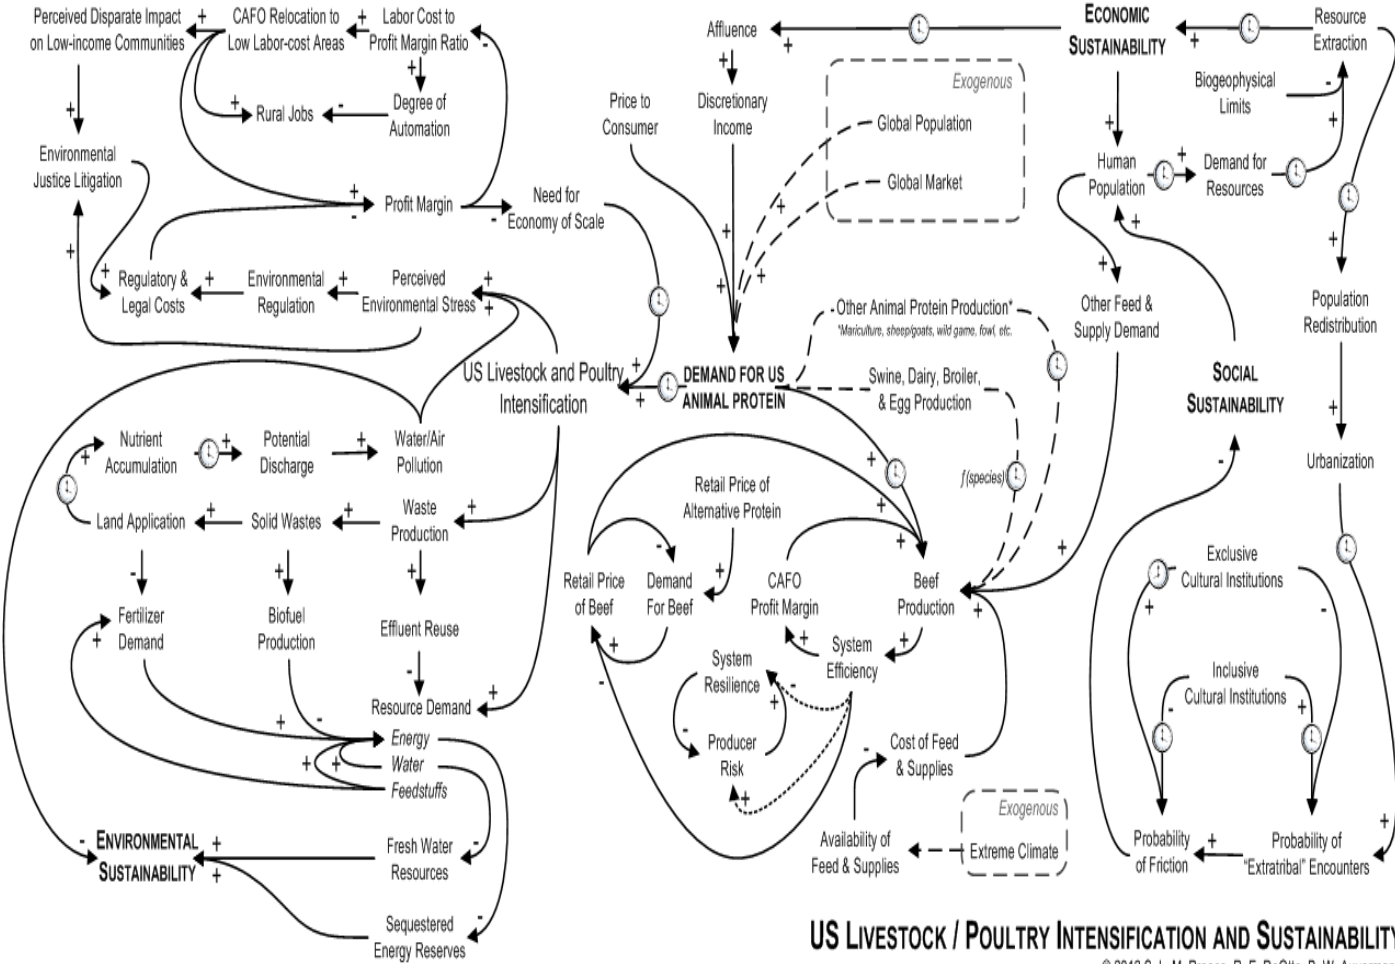 Perceived Disparate Impact
on Low-income Communities
CAFO Relocation to
Low Labor-cost Areas
Labor Cost to
Profit Margin Ratio
Rural Jobs
Degree of
Automation
Environmental
Justice Litigation
Profit Margin
Need for
Economy of Scale
Regulatory &
Legal Costs
Environmental
Regulation
Perceived
Environmental Stress
Price to
Consumer
Affluence
Discretionary
Income
Exogenous
Global Population
Global Market
ECONOMIC
SUSTAINABILITY
Resource
Extraction
Biogeophysical
Limits
Human
Population
Demand for
Resources
Other Feed &
Supply Demand
Population
Redistribution
Urbanization
SOCIAL
SUSTAINABILITY
US Livestock and Poultry
Intensification
DEMAND FOR US
ANIMAL PROTEIN
Other Animal Protein Production*
*Mariculture, sheep/goats, wild game, fowl, etc.
Swine, Dairy, Broiler,
& Egg Production
f(species)
Nutrient
Accumulation
Potential
Discharge
Water/Air
Pollution
Land Application
Solid Wastes
Waste
Production
Fertilizer
Demand
Biofuel
Production
Effluent Reuse
Resource Demand
Energy
Water
Feedstuffs
ENVIRONMENTAL
SUSTAINABILITY
Fresh Water
Resources
Sequestered
Energy Reserves
Retail Price of
Alternative Protein
Retail Price
of Beef
Demand
For Beef
CAFO
Profit Margin
Beef
Production
System
Resilience
System
Efficiency
Producer
Risk
Cost of Feed
& Supplies
Availability of
Feed & Supplies
Exogenous
Extreme Climate
Exclusive
Cultural Institutions
Inclusive
Cultural Institutions
Probability
of Friction
Probability of
"Extratribal" Encounters
US LIVESTOCK / POULTRY INTENSIFICATION AND SUSTAINABILITY